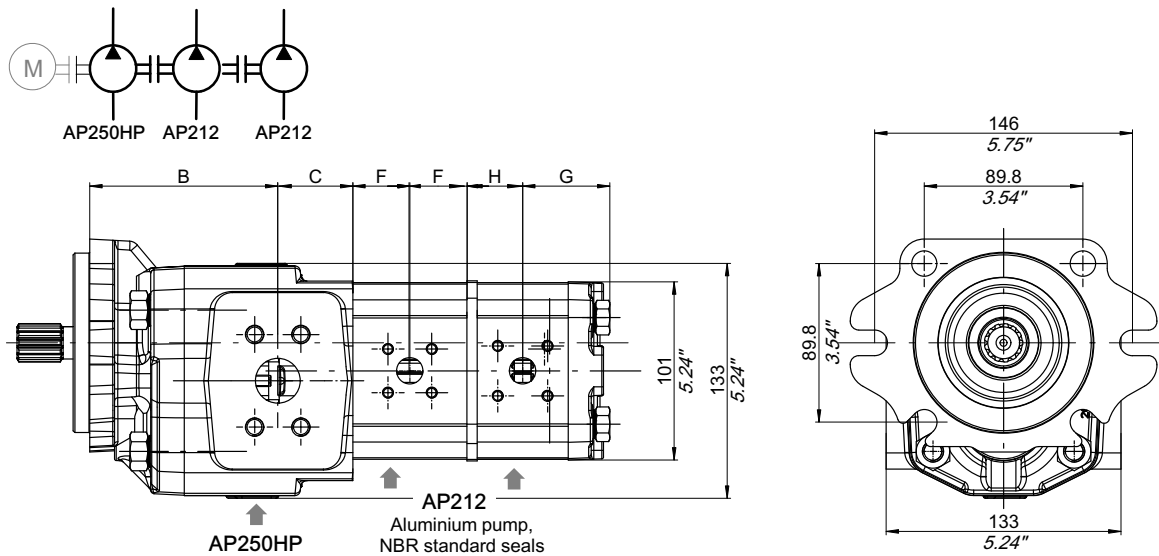 M
AP250HP AP212 AP212
B C F F H G
101
5.24"
133
5.24"
AP212
Aluminium pump,
NBR standard seals
AP250HP
146
5.75"
89.8
3.54"
89.8
3.54"
133
5.24"